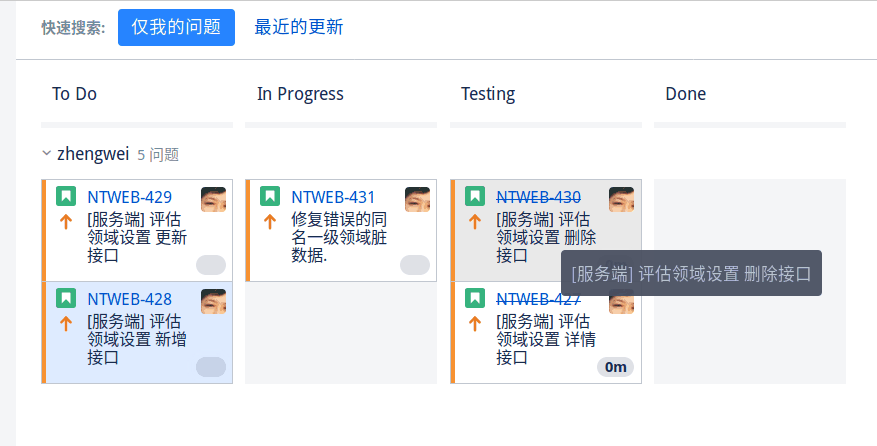 快速搜索: 仅我的问题 最近的更新
To Do In Progress Testing Done
zhengwei 5 问题
NTWEB-429
[服务端] 评估
领域设置 更新
接口
NTWEB-431
修复错误的同
名一级领域脏
数据.
NTWEB-430
[服务端] 评估
领域设置 删除
接口
[服务端] 评估领域设置 删除接口
NTWEB-428
[服务端] 评估
领域设置 新增
接口
NTWEB-427
[服务端] 评估
领域设置 详情
接口
0m